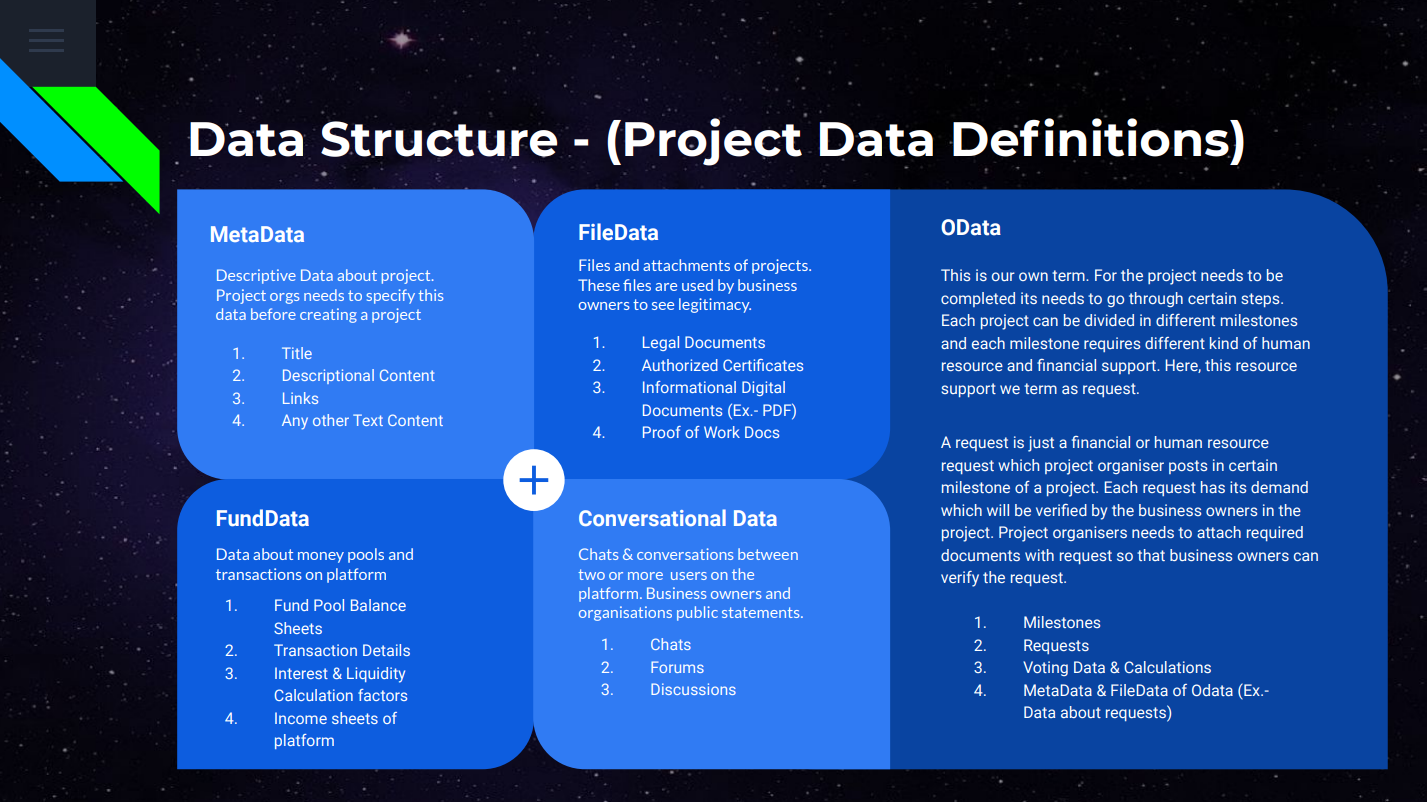 Data Structure - (Project Data Definitions)
MetaData
Descriptive Data about project.
Project orgs needs to specify this
data before creating a project
1. Title
2. Descriptional Content
3. Links
4. Any other Text Content
FileData
Files and attachments of projects.
These files are used by business
owners to see legitimacy.
1. Legal Documents
2. Authorized Certificates
3. Informational Digital
Documents (Ex.- PDF)
4. Proof of Work Docs
FundData
Data about money pools and
transactions on platform
1. Fund Pool Balance
Sheets
2. Transaction Details
3. Interest & Liquidity
Calculation factors
4. Income sheets of
platform
Conversational Data
Chats & conversations between
two or more users on the
platform. Business owners and
organisations public statements.
1. Chats
2. Forums
3. Discussions
OData
This is our own term. For the project needs to be
completed its needs to go through certain steps.
Each project can be divided in different milestones
and each milestone requires different kind of human
resource and financial support. Here, this resource
support we term as request.
A request is just a financial or human resource
request which project organiser posts in certain
milestone of a project. Each request has its demand
which will be verified by the business owners in the
project. Project organisers needs to attach required
documents with request so that business owners can
verify the request.
1. Milestones
2. Requests
3. Voting Data & Calculations
4. MetaData & FileData of Odata (Ex.-
Data about requests)